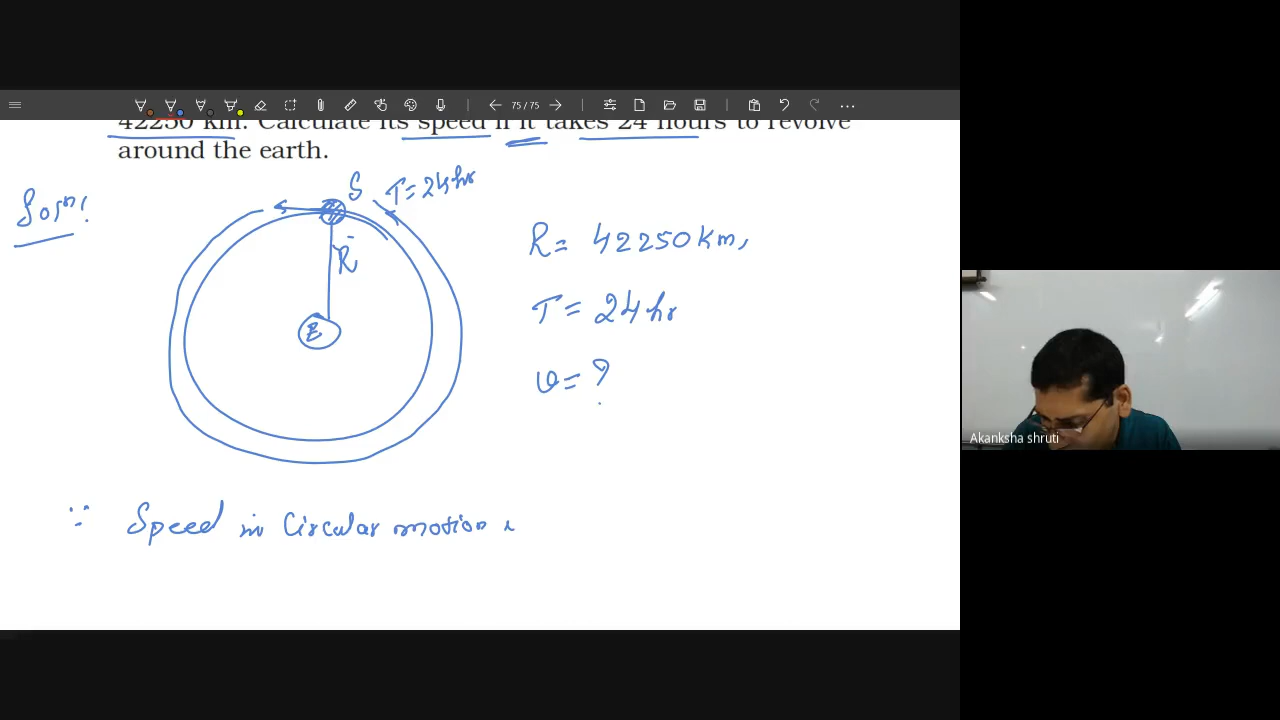 75 / 75
42250 km. Calculate its speed if it takes 24 hours to revolve
around the earth.
Soln!
S T = 24 hr
R
E
R = 42250 Km,
T = 24 hr
v = ?
∵ Speed in Circular motion
Akanksha shruti